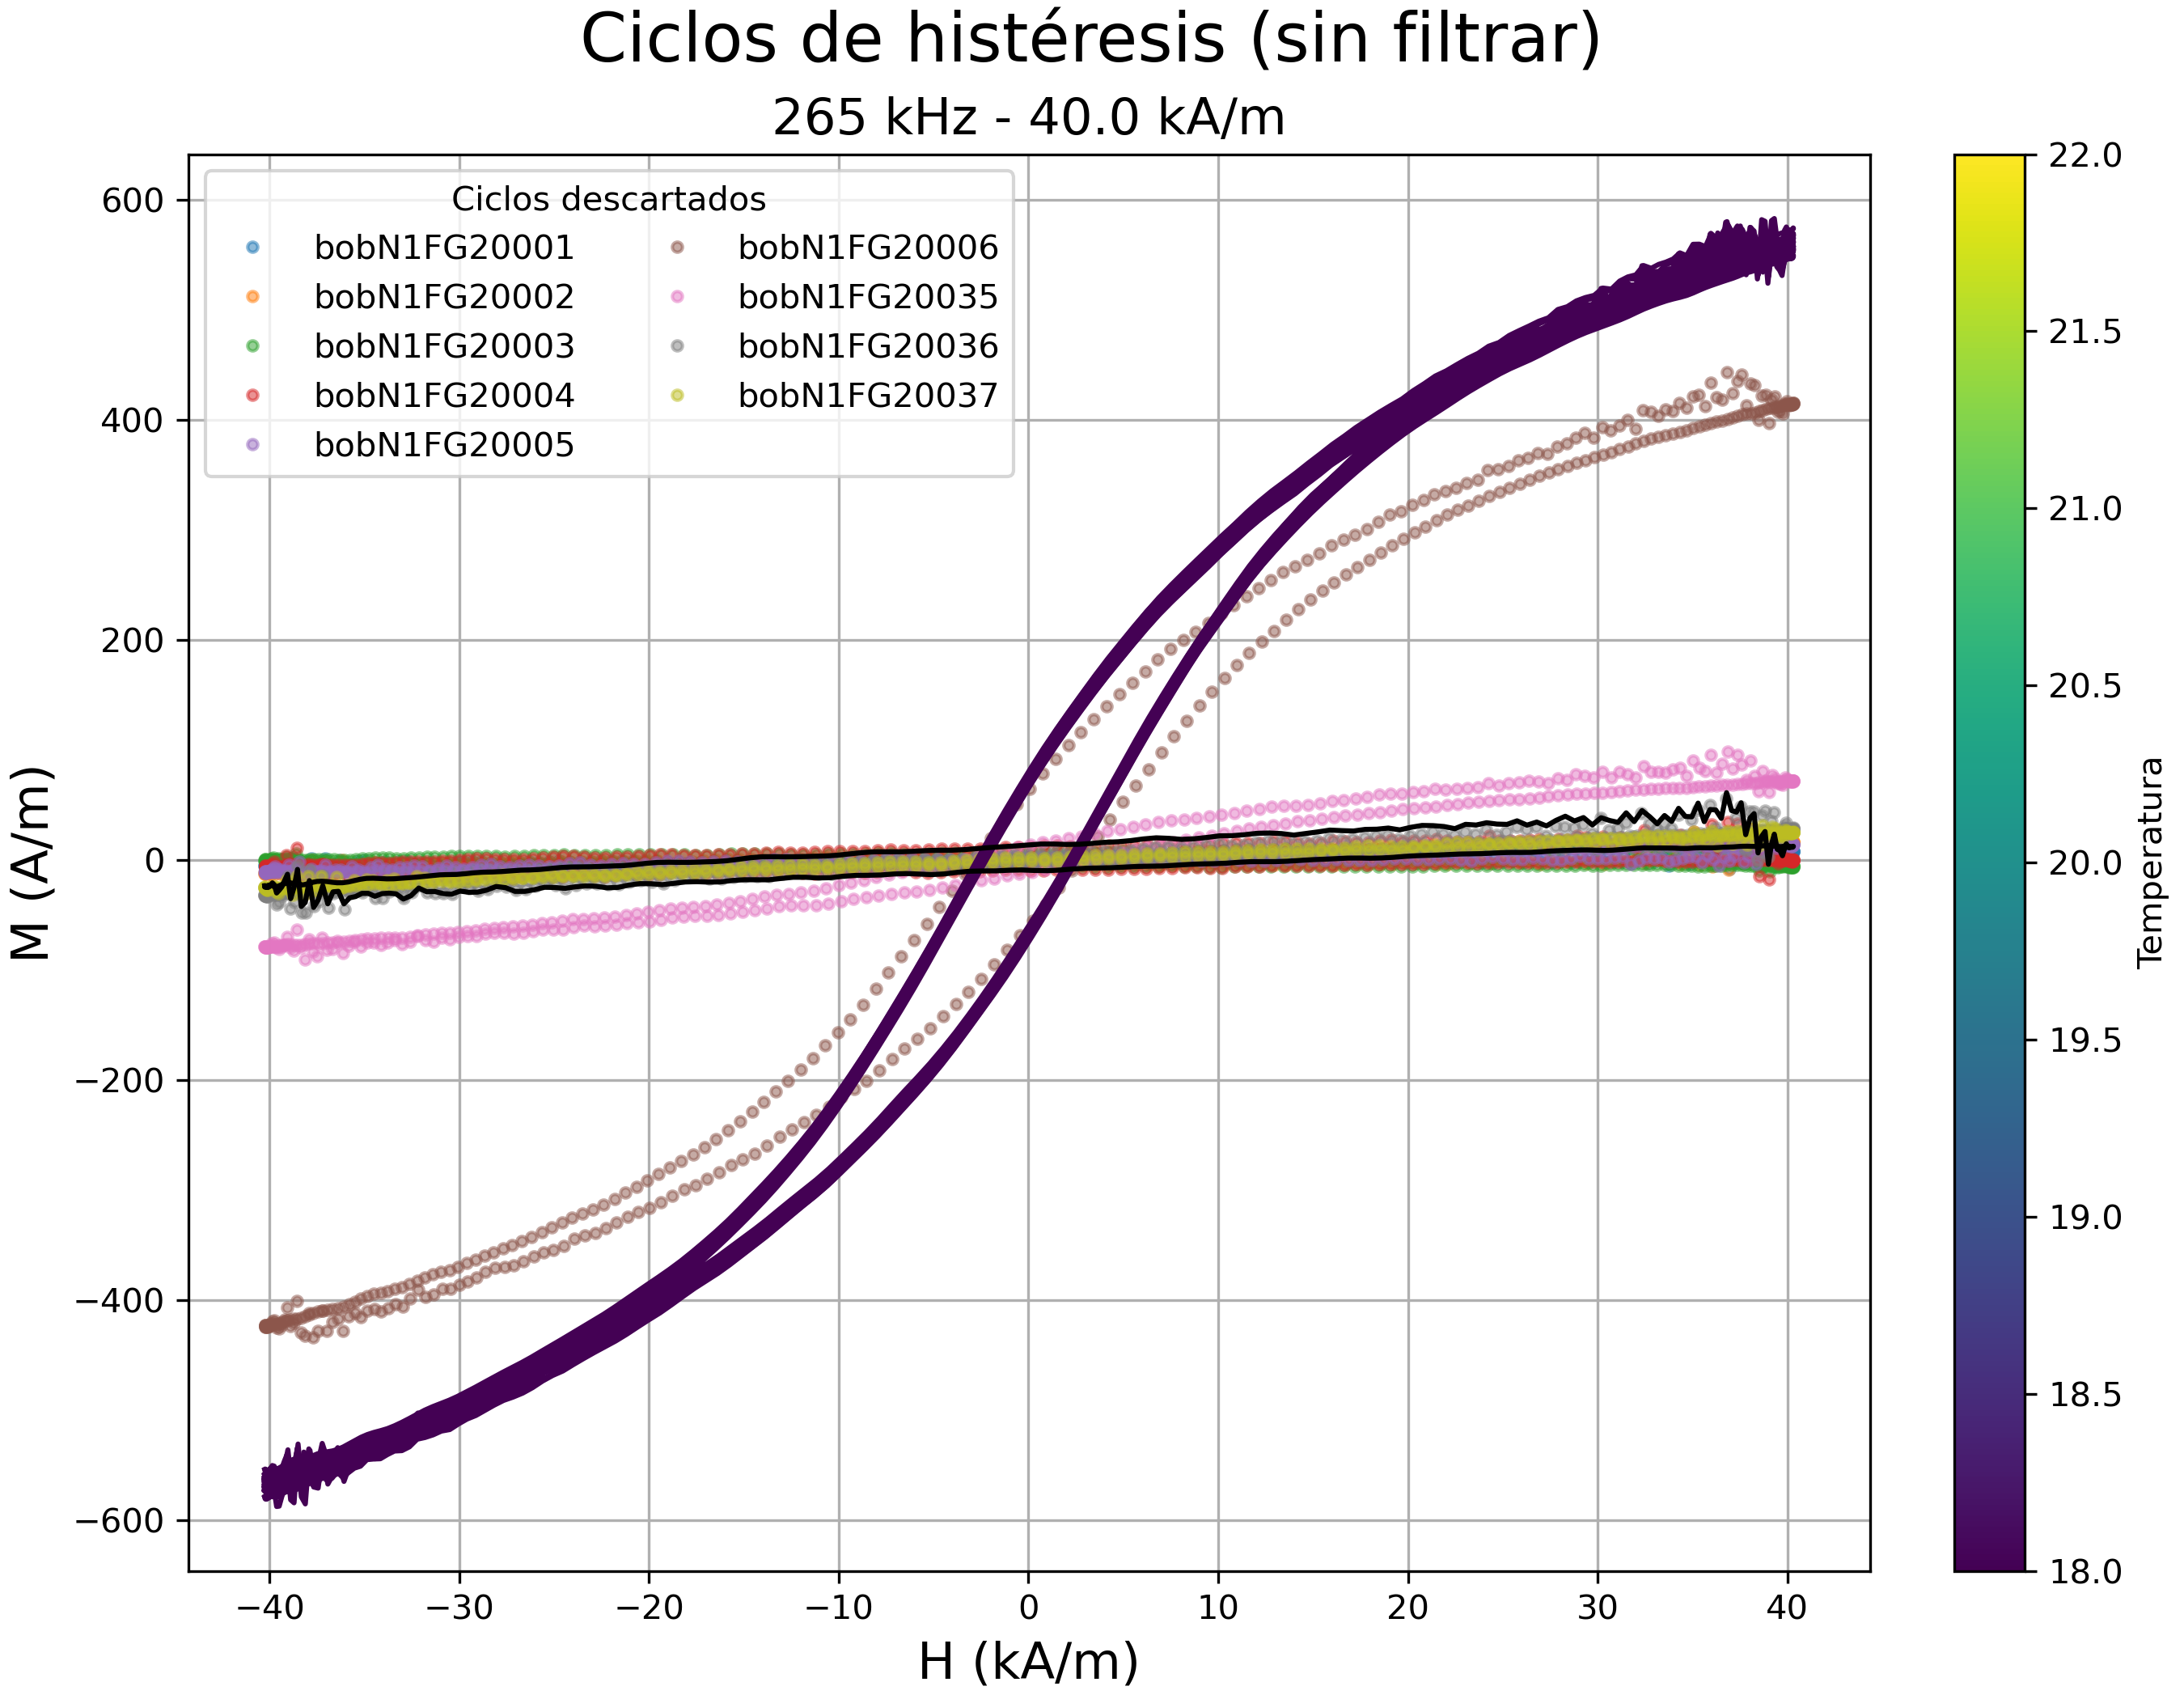 Ciclos de histéresis (sin filtrar)
265 kHz - 40.0 kA/m
Ciclos descartados
bobN1FG20001
bobN1FG20002
bobN1FG20003
bobN1FG20004
bobN1FG20005
bobN1FG20006
bobN1FG20035
bobN1FG20036
bobN1FG20037
M (A/m)
600
400
200
0
−200
−400
−600
−40
−30
−20
−10
0
10
20
30
40
H (kA/m)
22.0
21.5
21.0
20.5
20.0
19.5
19.0
18.5
18.0
Temperatura